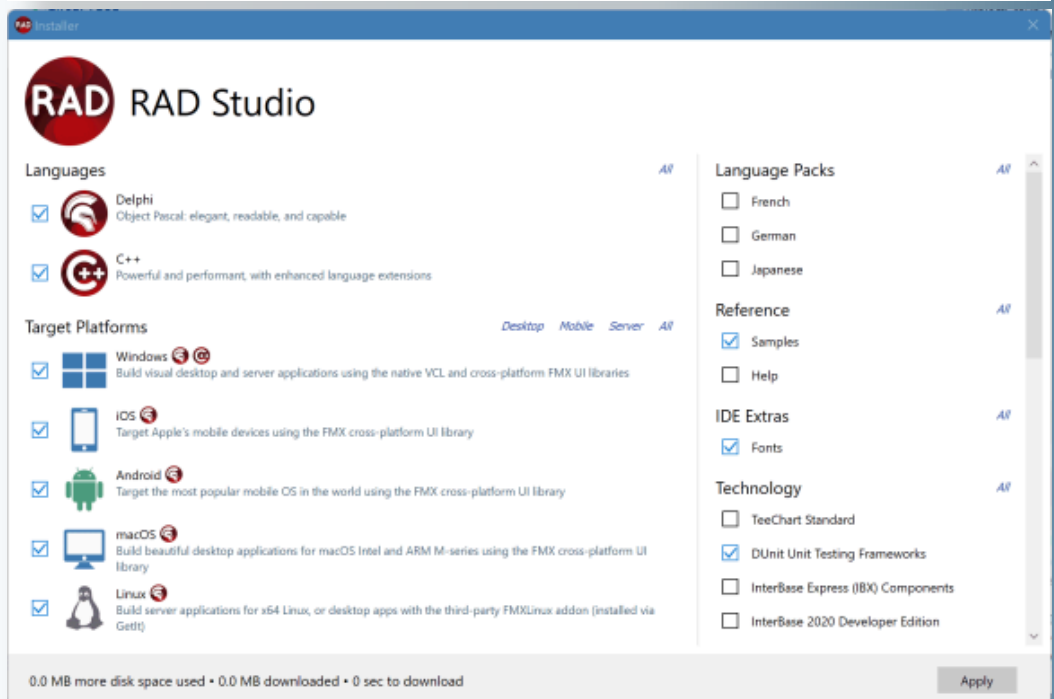 RAD Installer
RAD RAD Studio
Languages All
Delphi
Object Pascal: elegant, readable, and capable
C++
Powerful and performant, with enhanced language extensions
Target Platforms Desktop Mobile Server All
Windows
Build visual desktop and server applications using the native VCL and cross-platform FMX UI libraries
iOS
Target Apple's mobile devices using the FMX cross-platform UI library
Android
Target the most popular mobile OS in the world using the FMX cross-platform UI library
macOS
Build beautiful desktop applications for macOS Intel and ARM M-series using the FMX cross-platform UI
library
Linux
Build server applications for x64 Linux, or desktop apps with the third-party FMXLinux addon (installed via
GetIt)
Language Packs All
French
German
Japanese
Reference All
Samples
Help
IDE Extras All
Fonts
Technology All
TeeChart Standard
DUnit Unit Testing Frameworks
InterBase Express (IBX) Components
InterBase 2020 Developer Edition
0.0 MB more disk space used • 0.0 MB downloaded • 0 sec to download
Apply